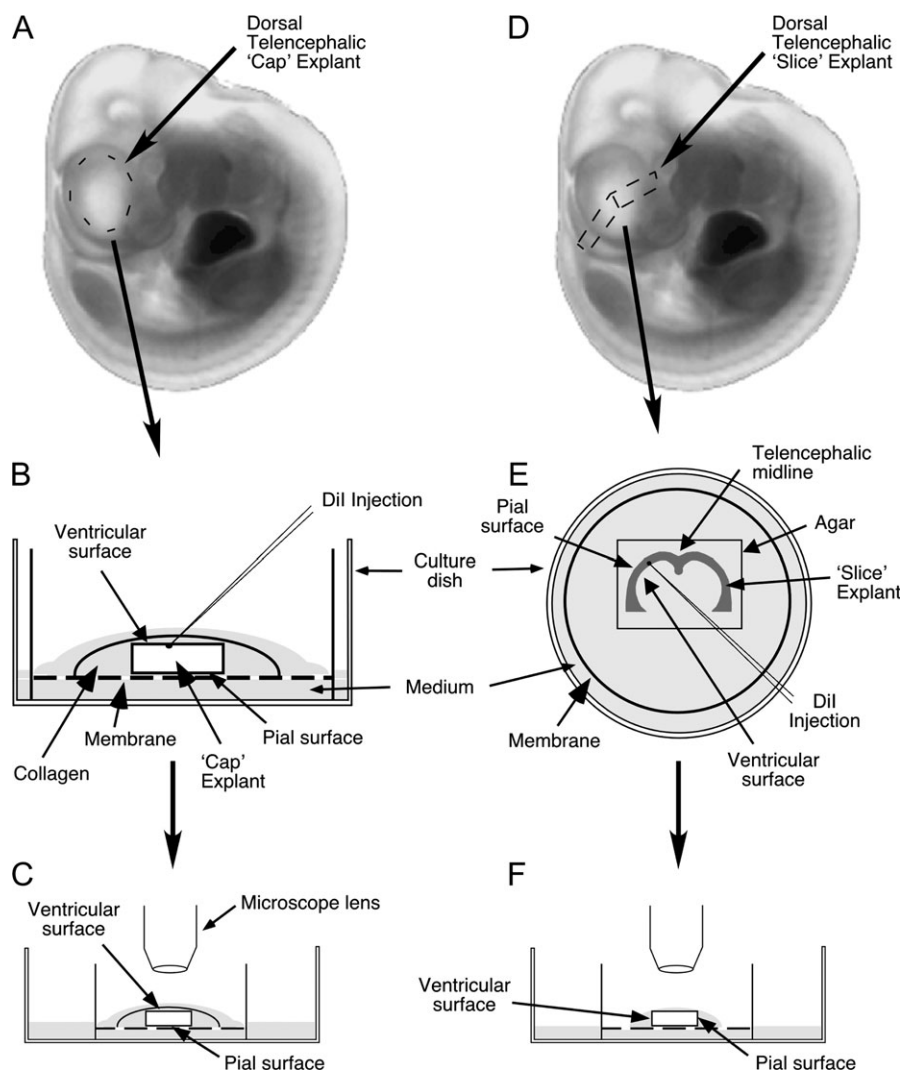 A
Dorsal
Telencephalic
‘Cap’ Explant
D
Dorsal
Telencephalic
‘Slice’ Explant
B
DiI Injection
Ventricular
surface
Culture
dish
Medium
Membrane
Pial surface
Collagen
‘Cap’
Explant
E
Telencephalic
midline
Pial
surface
Agar
‘Slice’
Explant
DiI
Injection
Membrane
Ventricular
surface
C
Ventricular
surface
Microscope lens
Pial surface
F
Ventricular
surface
Pial surface